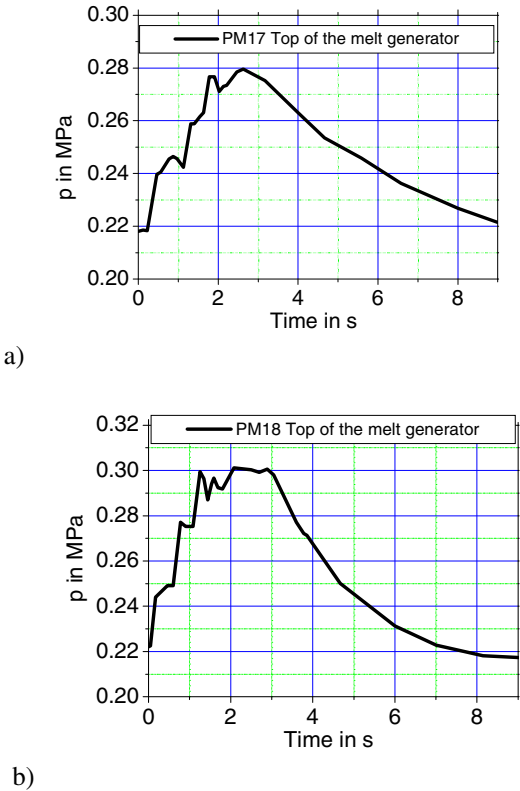 0.30
PM17 Top of the melt generator
0.28
0.26
0.24
0.22
0.20
p in MPa
0 2 4 6 8
Time in s
a)
0.32
PM18 Top of the melt generator
0.30
0.28
0.26
0.24
0.22
0.20
p in MPa
0 2 4 6 8
Time in s
b)